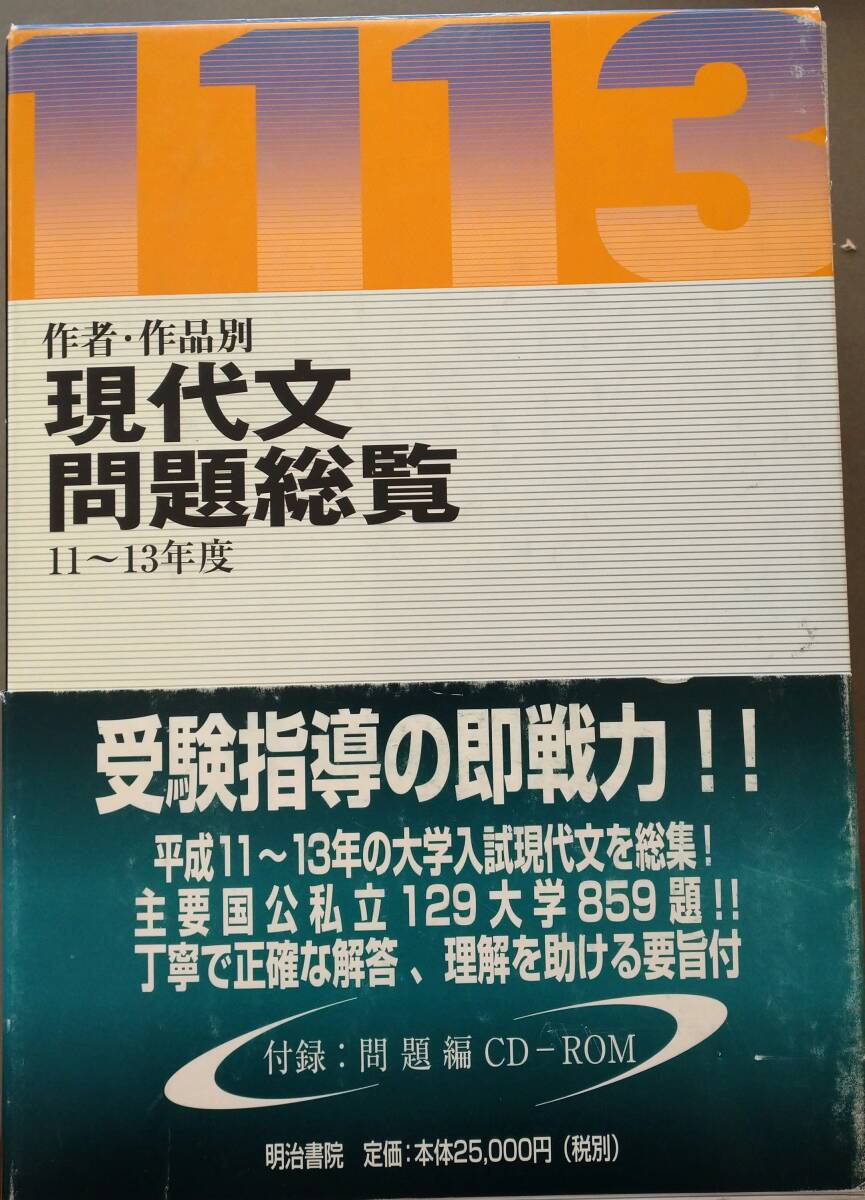 1113
作者・作品別
現代文
問題総覧
11～13年度
受験指導の即戦力!!
平成11～13年の大学入試現代文を総集!
主要国公私立129大学859題!!
丁寧で正確な解答、理解を助ける要旨付
付録:問題編CD－ROM
明治書院 定価:本体25,000円(税別)